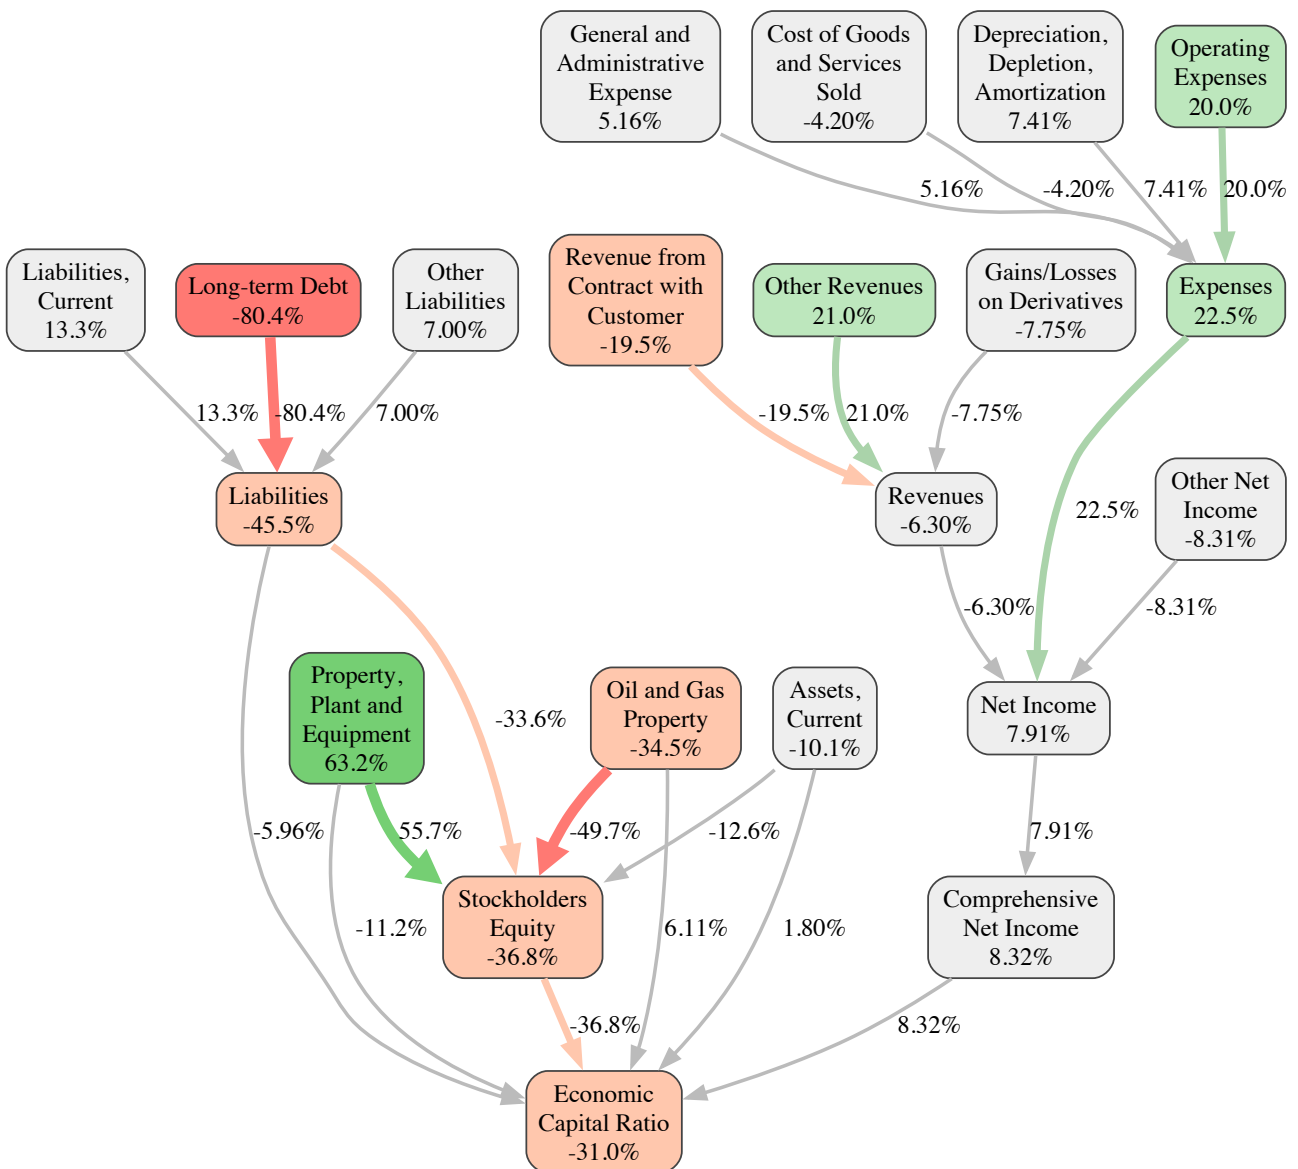 General and
Administrative
Expense
5.16%
Cost of Goods
and Services
Sold
-4.20%
Depreciation,
Depletion,
Amortization
7.41%
Operating
Expenses
20.0%
5.16%
-4.20%
7.41%
20.0%
Liabilities,
Current
13.3%
Long-term Debt
-80.4%
Other
Liabilities
7.00%
Revenue from
Contract with
Customer
-19.5%
Other Revenues
21.0%
Gains/Losses
on Derivatives
-7.75%
Expenses
22.5%
13.3%
-80.4%
7.00%
-19.5%
21.0%
-7.75%
Liabilities
-45.5%
Revenues
-6.30%
22.5%
Other Net
Income
-8.31%
-6.30%
-8.31%
Property,
Plant and
Equipment
63.2%
-33.6%
Oil and Gas
Property
-34.5%
Assets,
Current
-10.1%
Net Income
7.91%
-5.96%
55.7%
-49.7%
-12.6%
7.91%
Stockholders
Equity
-36.8%
-11.2%
6.11%
1.80%
Comprehensive
Net Income
8.32%
-36.8%
8.32%
Economic
Capital Ratio
-31.0%